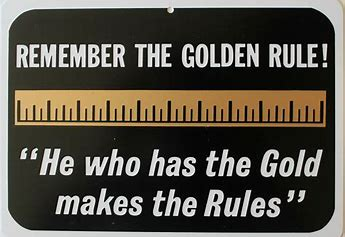 REMEMBER THE GOLDEN RULE!
"He who has the Gold
makes the Rules"